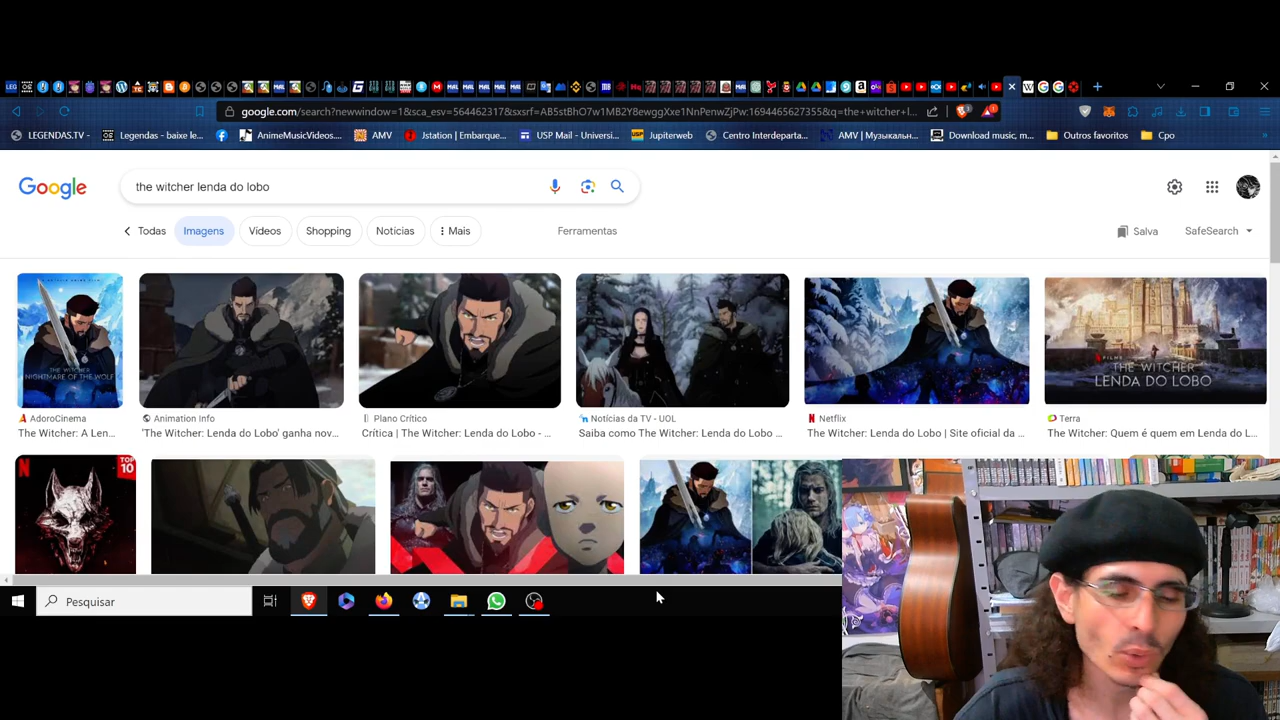 google.com/search?newwindow=1&sca_esv=564462317&sxsrf=AB5stBhO7w1MB2Y8ewggXxe1NnPenwZjPw:1694465627355&q=the+witcher+l...
LEGENDAS.TV -
Legendas - baixe le...
AnimeMusicVideos....
AMV
Jstation | Embarque...
USP Mail - Universi...
Jupiterweb
Centro Interdeparta...
AMV | Музыкальн...
Download music, m...
Outros favoritos
Cpo
Google
the witcher lenda do lobo
Todas
Imagens
Vídeos
Shopping
Notícias
Mais
Ferramentas
Salva
SafeSearch
THE WITCHER
NIGHTMARE OF THE WOLF
FILME
THE WITCHER
LENDA DO LOBO
AdoroCinema
Animation Info
Plano Crítico
Notícias da TV - UOL
Netflix
Terra
The Witcher: A Len...
'The Witcher: Lenda do Lobo' ganha nov...
Crítica | The Witcher: Lenda do Lobo - ...
Saiba como The Witcher: Lenda do Lobo ...
The Witcher: Lenda do Lobo | Site oficial da ...
The Witcher: Quem é quem em Lenda do L...
N
TOP
10
Pesquisar